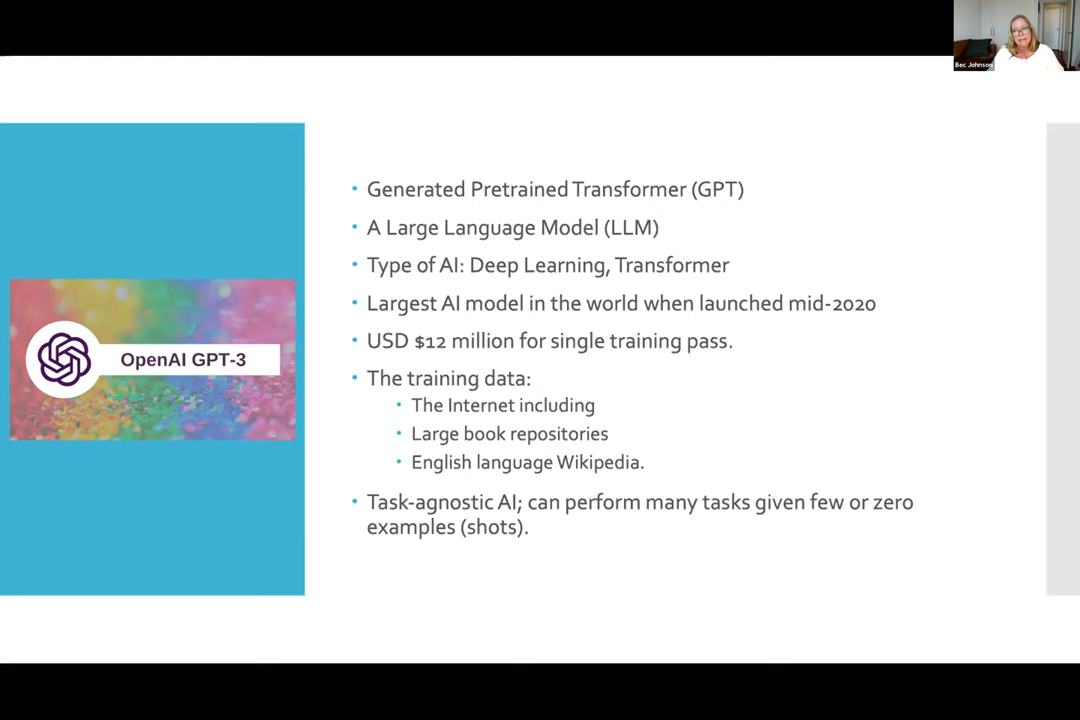 Bec Johnson
Generated Pretrained Transformer (GPT)
A Large Language Model (LLM)
Type of AI: Deep Learning, Transformer
Largest AI model in the world when launched mid-2020
USD $12 million for single training pass.
The training data:
The Internet including
Large book repositories
English language Wikipedia.
Task-agnostic AI; can perform many tasks given few or zero
examples (shots).
OpenAI GPT-3